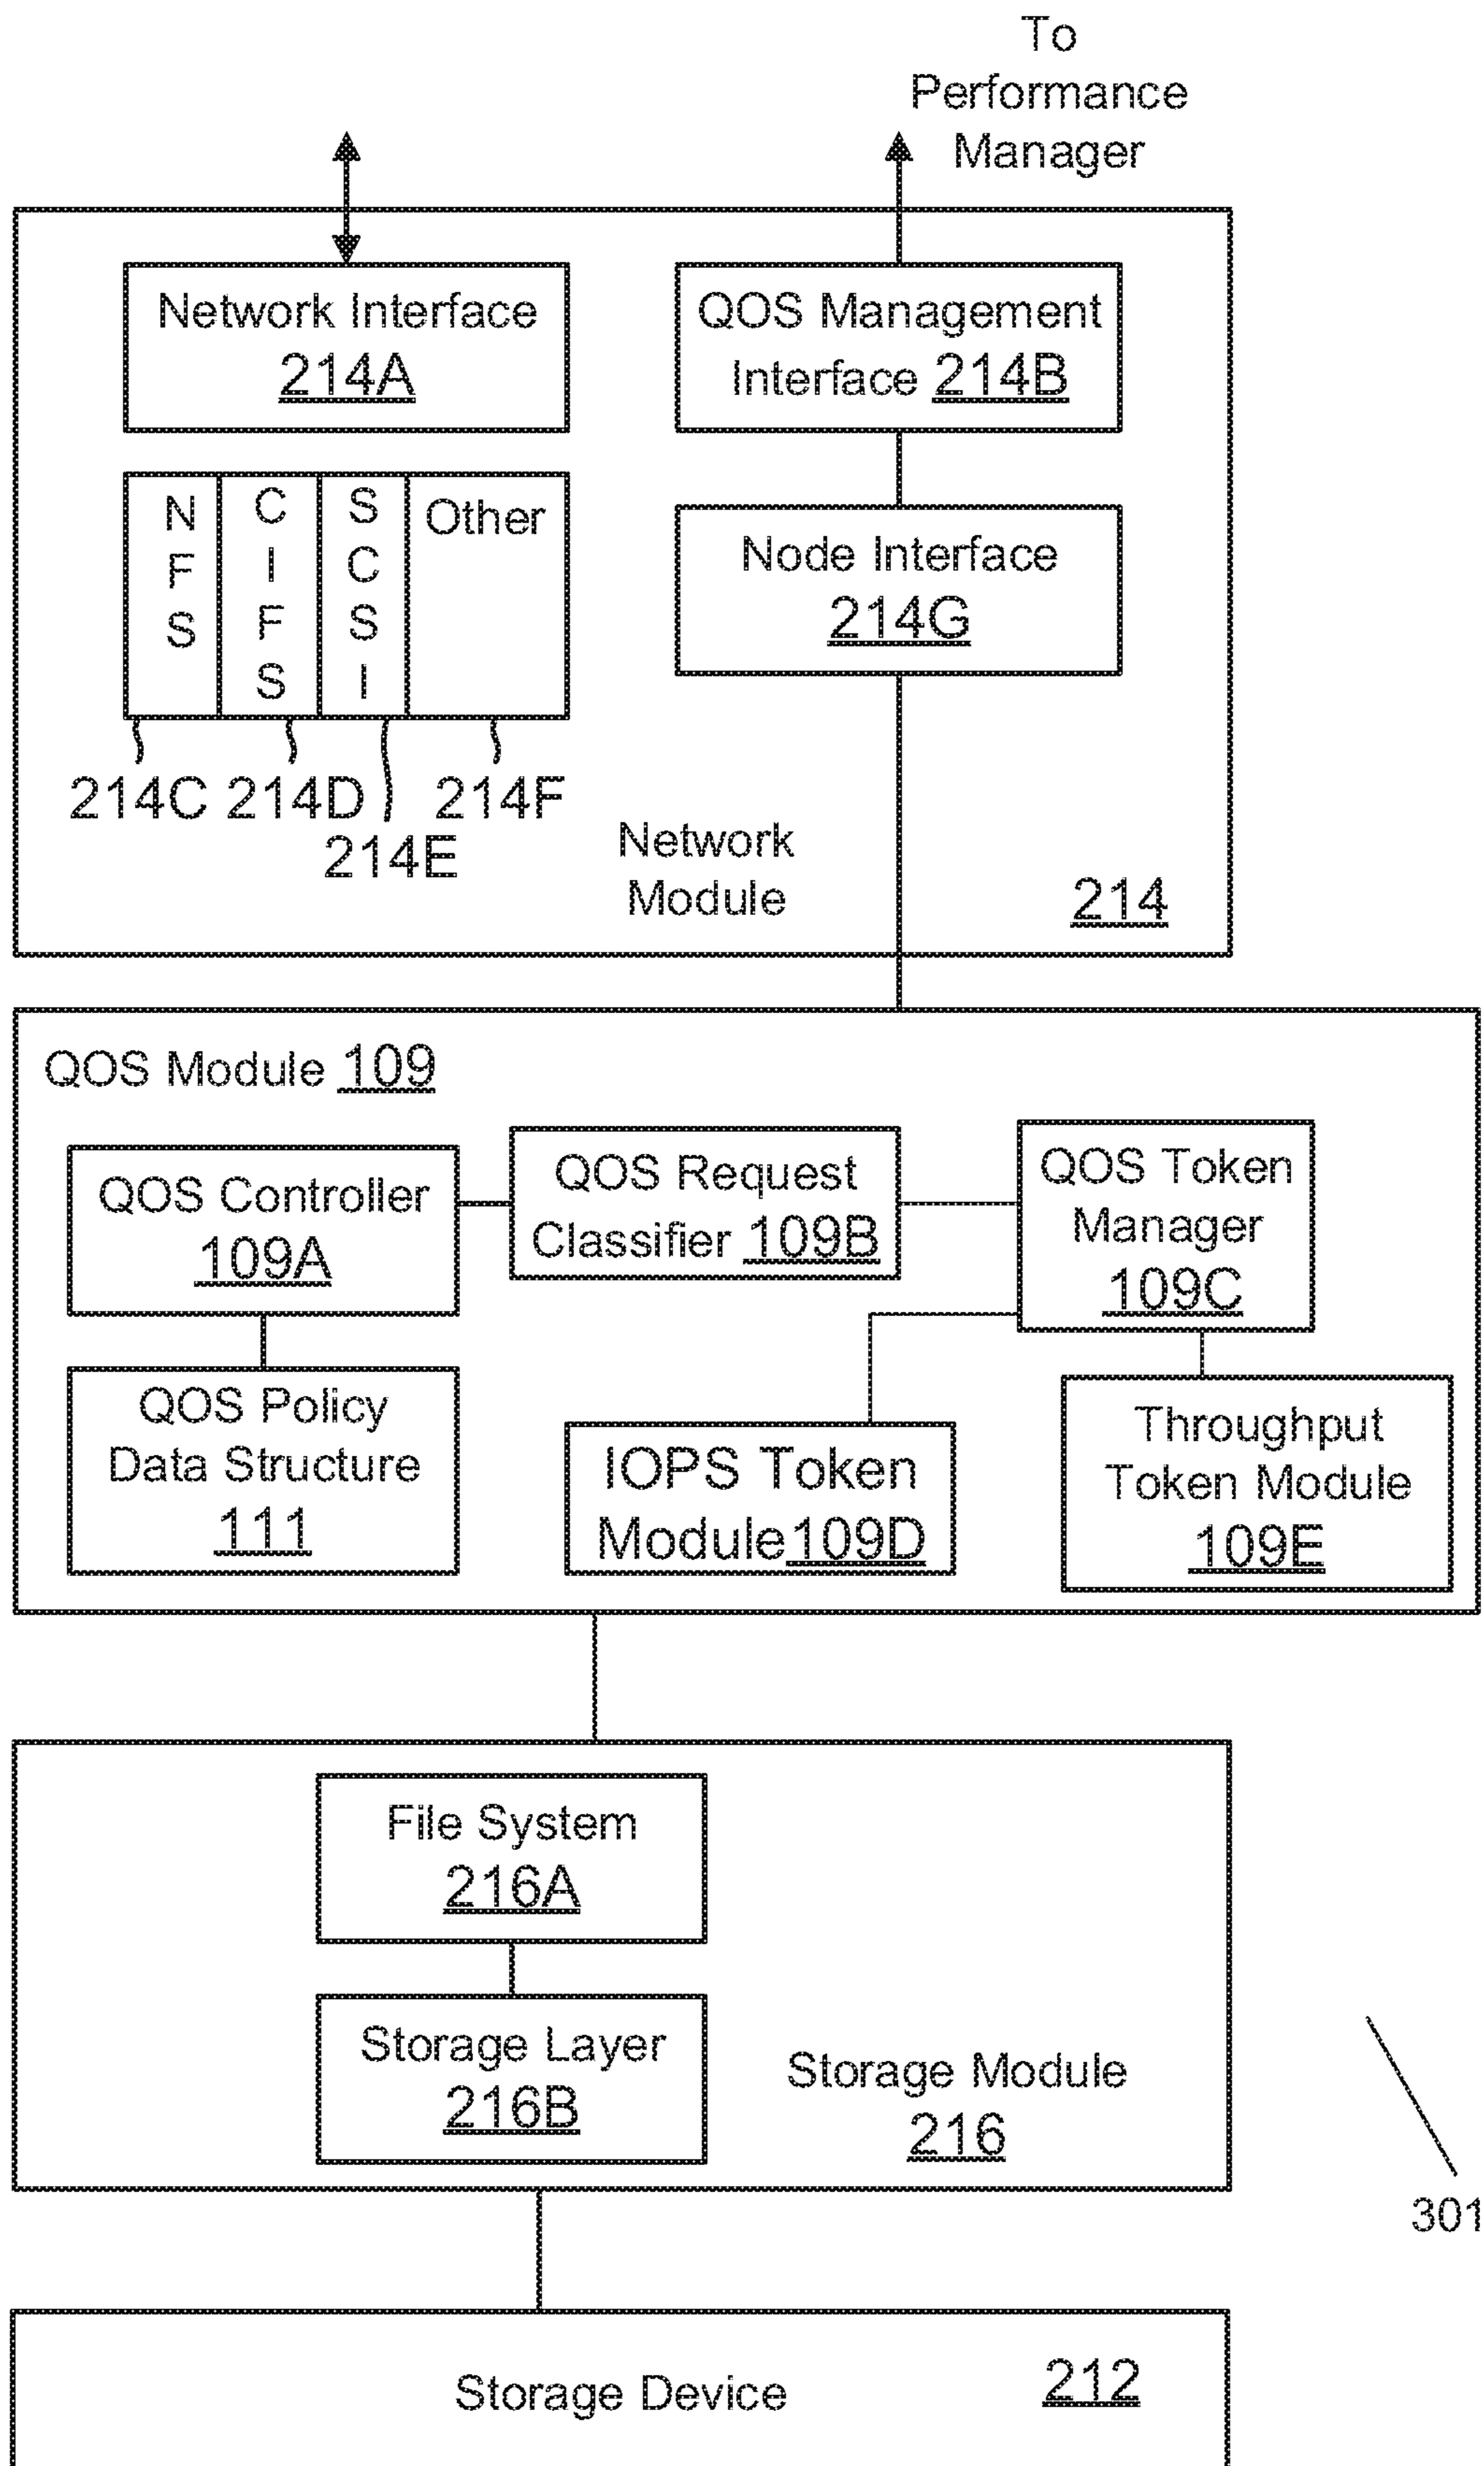 To
Performance
Manager
Network Interface
214A
QOS Management
Interface 214B
NFS
CIFS
SCSI
Other
Node Interface
214G
214C
214D
214E
214F
Network
Module
214
QOS Module 109
QOS Controller
109A
QOS Request
Classifier 109B
QOS Token
Manager
109C
QOS Policy
Data Structure
111
IOPS Token
Module 109D
Throughput
Token Module
109E
File System
216A
Storage Layer
216B
Storage Module
216
301
Storage Device
212